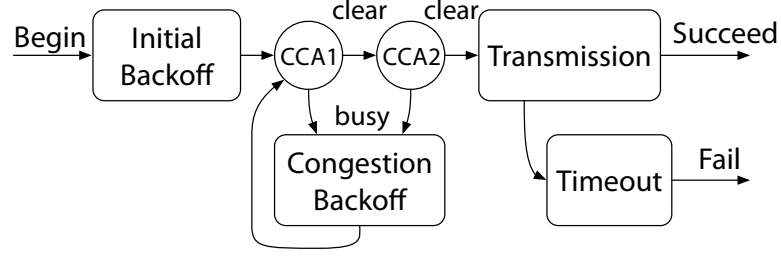 clear
clear
Begin
Initial
Backoff
CCA1
CCA2
Transmission
Succeed
busy
Congestion
Backoff
Timeout
Fail